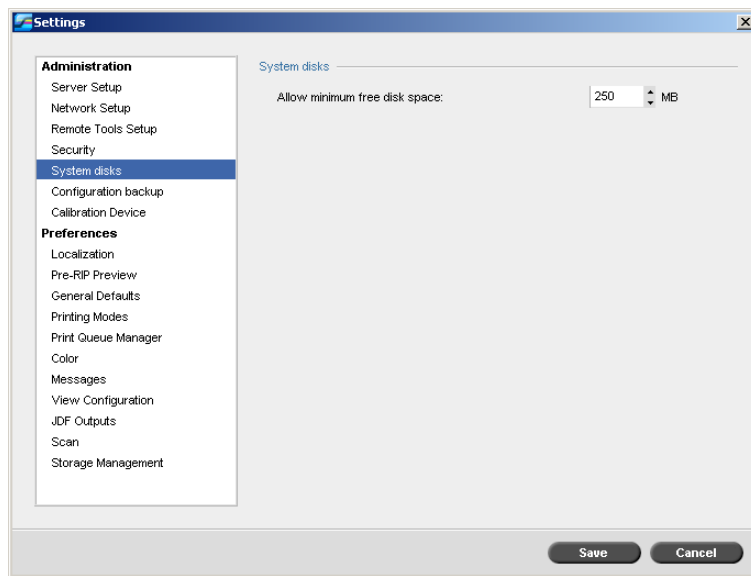 Settings
Administration
Server Setup
Network Setup
Remote Tools Setup
Security
System disks
Configuration backup
Calibration Device
Preferences
Localization
Pre-RIP Preview
General Defaults
Printing Modes
Print Queue Manager
Color
Messages
View Configuration
JDF Outputs
Scan
Storage Management
System disks
Allow minimum free disk space: 250 MB
Save Cancel